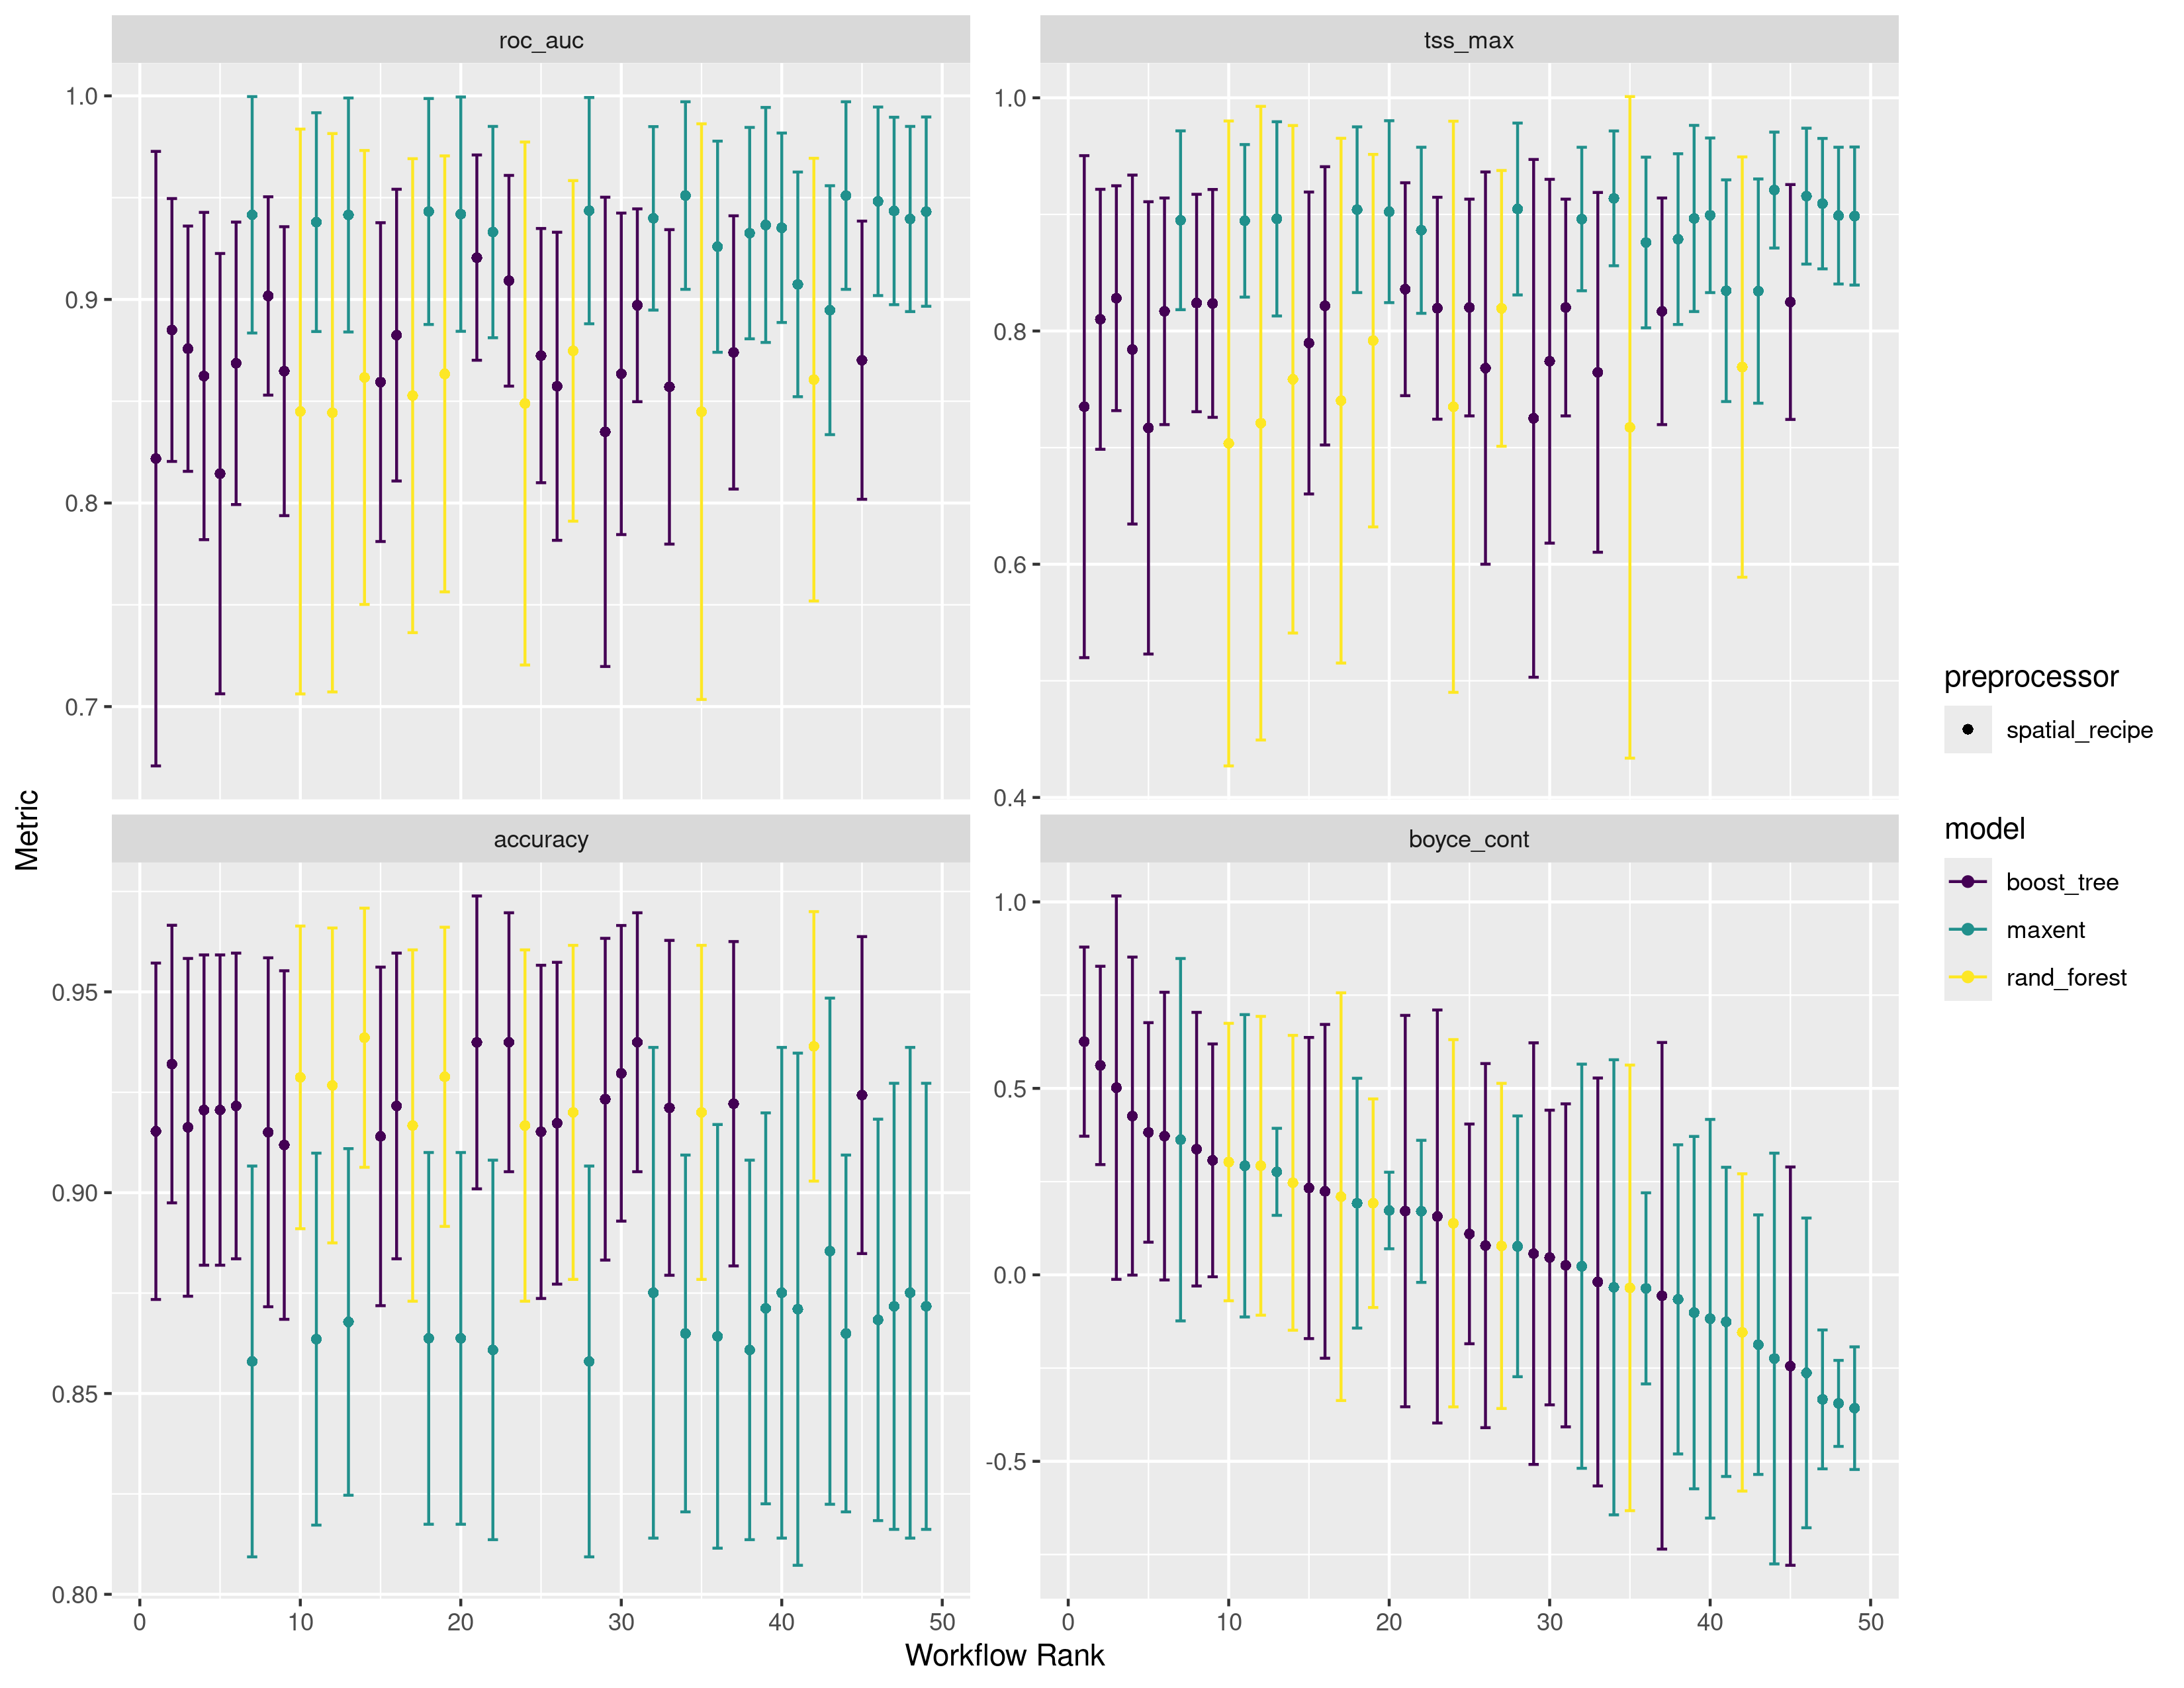 roc_auc
tss_max
1.0
0.9
0.8
0.7
1.0
0.8
0.6
0.4
accuracy
boyce_cont
0.95
0.90
0.85
0.80
1.0
0.5
0.0
-0.5
0 10 20 30 40 50
0 10 20 30 40 50
Workflow Rank
Metric
preprocessor
spatial_recipe
model
boost_tree
maxent
rand_forest